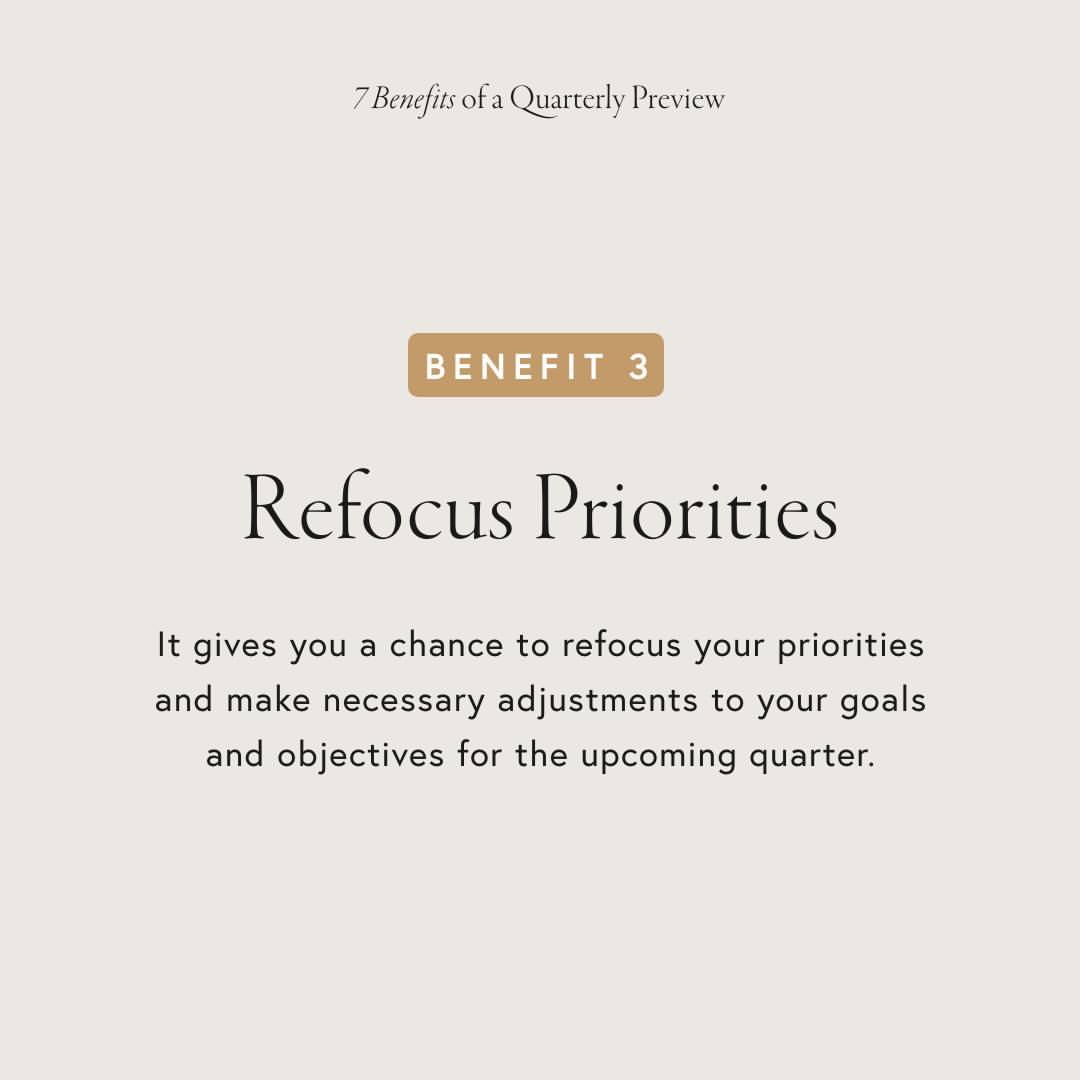 7 Benefits of a Quarterly Preview
BENEFIT 3
Refocus Priorities
It gives you a chance to refocus your priorities
and make necessary adjustments to your goals
and objectives for the upcoming quarter.